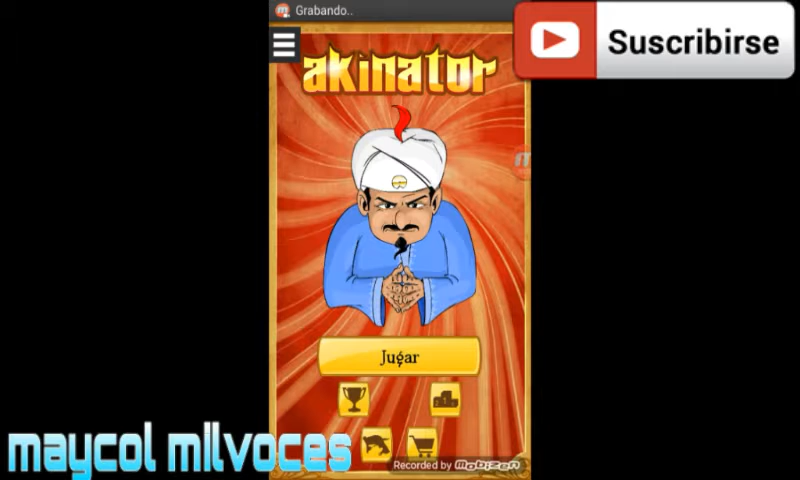 Grabando..
Suscribirse
akinator
Jugar
maycol milvoces
Recorded by mobizen